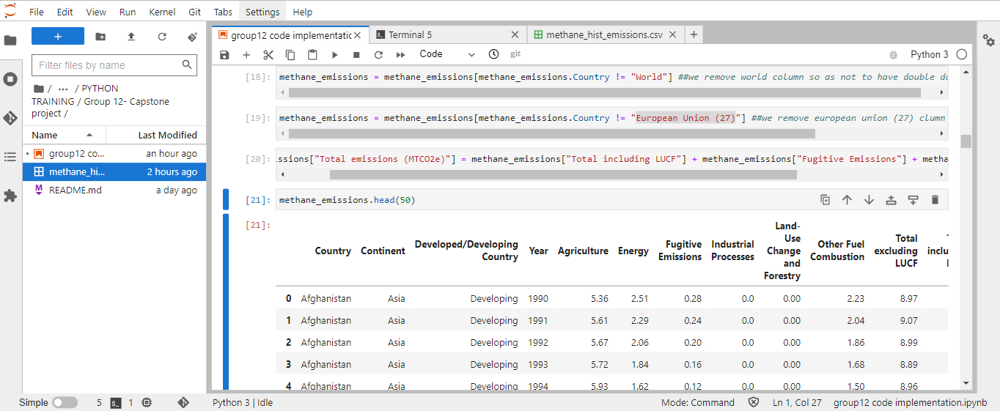 File Edit View Run Kernel Git Tabs Settings Help
Filter files by name
/ ... / PYTHON
TRAINING / Group 12- Capstone
project /
Name Last Modified
group12 co... an hour ago
methane_hi... 2 hours ago
README.md a day ago
group12 code implementatic Terminal 5 methane_hist_emissions.csv
Code git Python 3
[18]: methane_emissions = methane_emissions[methane_emissions.Country != "World"] ##we remove world column so as not to have double da
[19]: methane_emissions = methane_emissions[methane_emissions.Country != "European Union (27)"] ##we remove european union (27) clumn
[20]: ssions["Total emissions (MTCO2e)"] = methane_emissions["Total including LUCF"] + methane_emissions["Fugitive Emissions"] + metha
[21]: methane_emissions.head(50)
[21]:
Country Continent Developed/Developing Country Year Agriculture Energy Fugitive Emissions Industrial Processes Land-Use Change and Forestry Other Fuel Combustion Total excluding LUCF inclu
0 Afghanistan Asia Developing 1990 5.36 2.51 0.28 0.0 0.00 2.23 8.97
1 Afghanistan Asia Developing 1991 5.61 2.29 0.24 0.0 0.00 2.04 9.07
2 Afghanistan Asia Developing 1992 5.67 2.06 0.20 0.0 0.00 1.86 8.99
3 Afghanistan Asia Developing 1993 5.72 1.84 0.16 0.0 0.00 1.68 8.89
4 Afghanistan Asia Developing 1994 5.93 1.62 0.12 0.0 0.00 1.50 8.96
Simple 5 1 Python 3 | Idle Mode: Command Ln 1, Col 27 group12 code implementation.ipynb